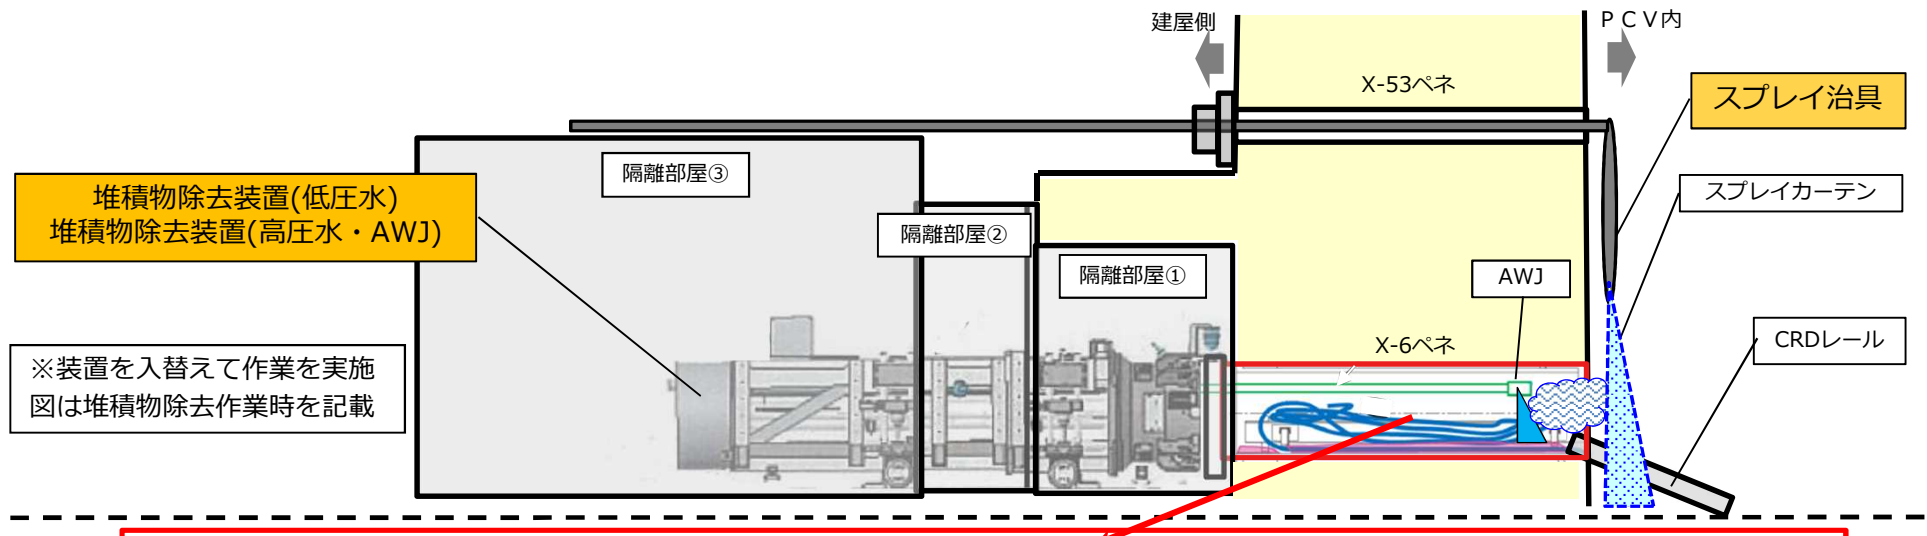 建屋側
PCV内
X-53ペネ
スプレイ治具
隔離部屋③
堆積物除去装置(低圧水)
堆積物除去装置(高圧水・AWJ)
スプレイカーテン
隔離部屋②
隔離部屋①
AWJ
X-6ペネ
CRDレール
※装置を入替えて作業を実施
図は堆積物除去作業時を記載